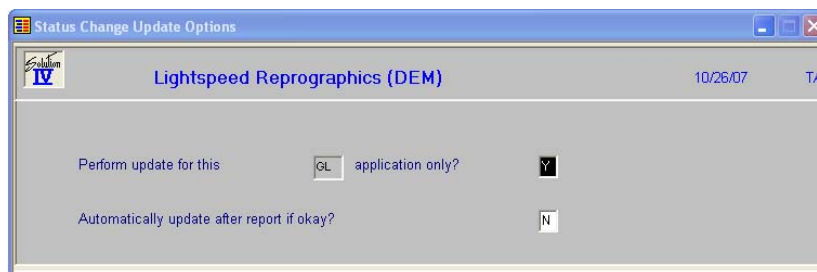 Status Change Update Options
Solution IV
Lightspeed Reprographics (DEM) 10/26/07
Perform update for this GL application only? Y
Automatically update after report if okay? N